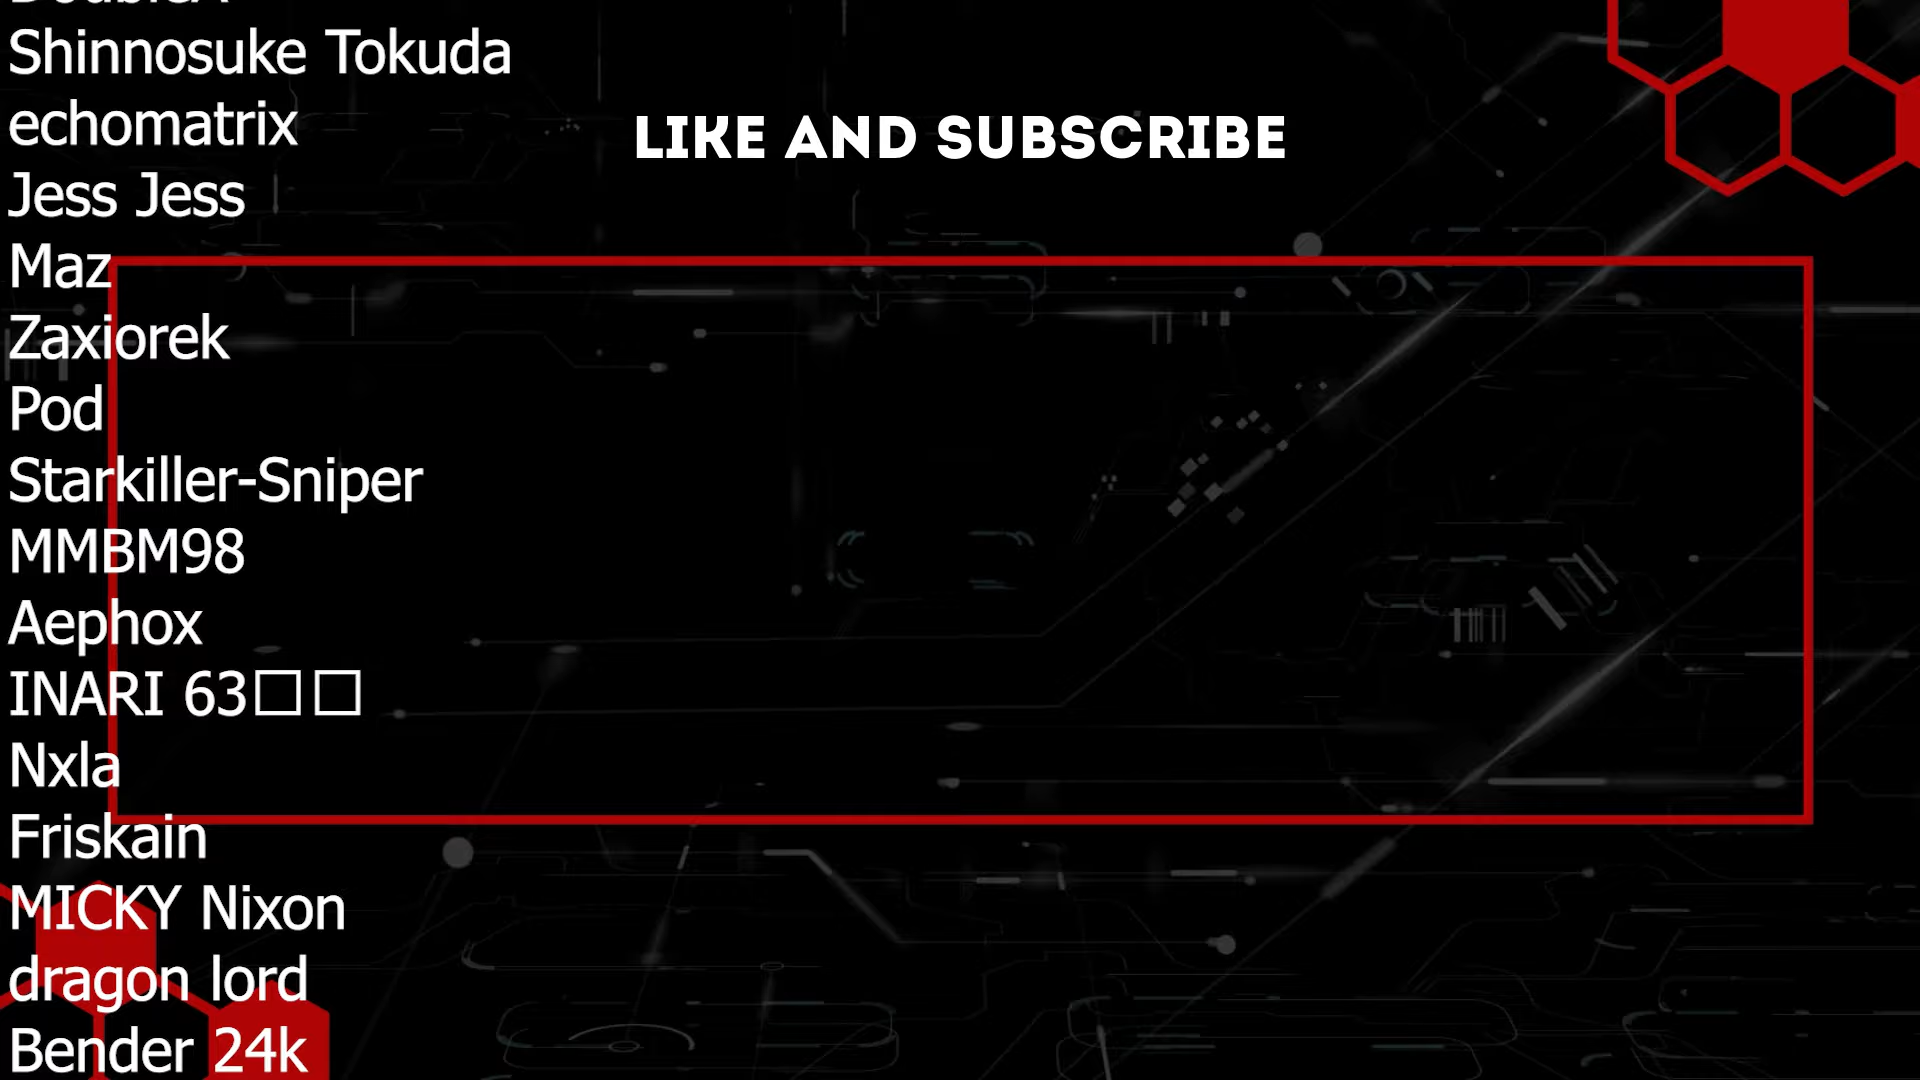 Shinnosuke Tokuda
LIKE AND SUBSCRIBE
echomatrix
Jess Jess
Maz
Zaxiorek
Pod
Starkiller-Sniper
MMBM98
Aephox
INARI 63□□
Nxla
Friskain
MICKY Nixon
dragon lord
Bender 24k